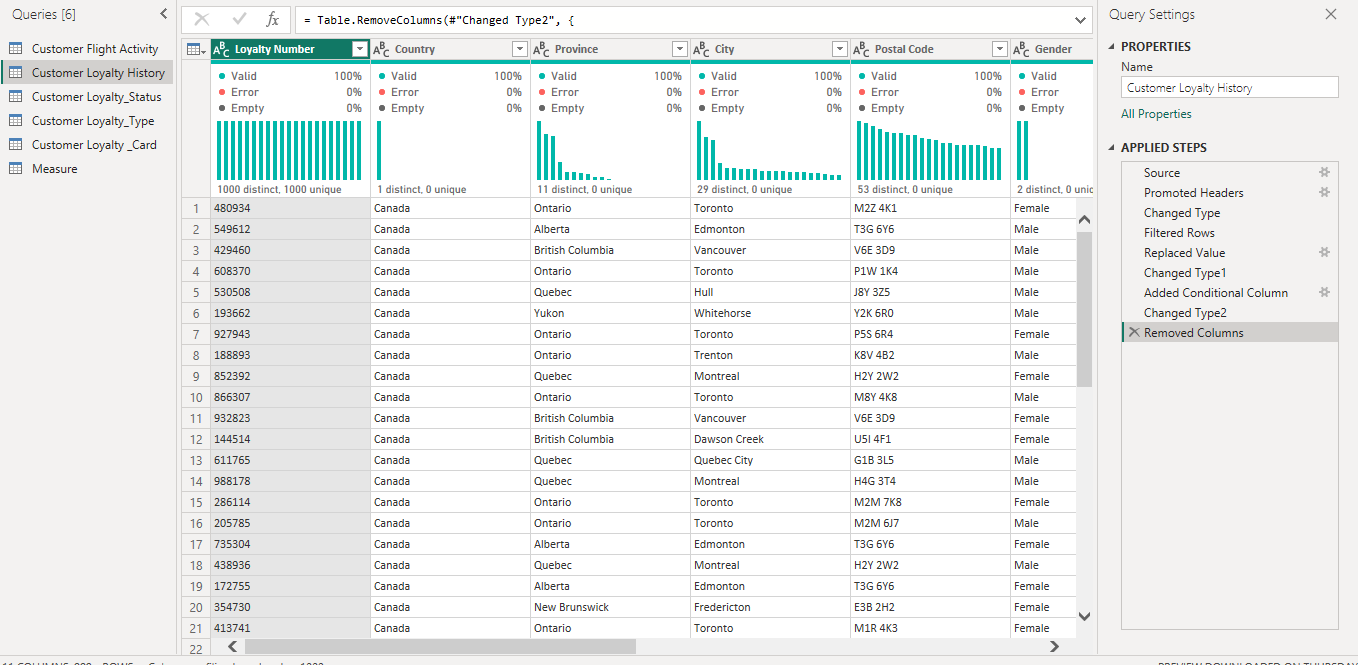 Queries [6]
Customer Flight Activity
Customer Loyalty History
Customer Loyalty_Status
Customer Loyalty_Type
Customer Loyalty _Card
Measure
fx = Table.RemoveColumns(#"Changed Type2", {
ABC Loyalty Number ABC Country ABC Province ABC City ABC Postal Code ABC Gender
Valid 100% Valid 100% Valid 100% Valid 100% Valid 100% Valid
Error 0% Error 0% Error 0% Error 0% Error 0% Error
Empty 0% Empty 0% Empty 0% Empty 0% Empty 0% Empty
1000 distinct, 1000 unique 1 distinct, 0 unique 11 distinct, 0 unique 29 distinct, 0 unique 53 distinct, 0 unique 2 distinct, 0
1 480934 Canada Ontario Toronto M2Z 4K1 Female
2 549612 Canada Alberta Edmonton T3G 6Y6 Male
3 429460 Canada British Columbia Vancouver V6E 3D9 Male
4 608370 Canada Ontario Toronto P1W 1K4 Male
5 530508 Canada Quebec Hull J8Y 3Z5 Male
6 193662 Canada Yukon Whitehorse Y2K 6R0 Male
7 927943 Canada Ontario Toronto P5S 6R4 Female
8 188893 Canada Ontario Trenton K8V 4B2 Male
9 852392 Canada Quebec Montreal H2Y 2W2 Female
10 866307 Canada Ontario Toronto M8Y 4K8 Male
11 932823 Canada British Columbia Vancouver V6E 3D9 Female
12 144514 Canada British Columbia Dawson Creek U5I 4F1 Female
13 611765 Canada Quebec Quebec City G1B 3L5 Male
14 988178 Canada Quebec Montreal H4G 3T4 Male
15 286114 Canada Ontario Toronto M2M 7K8 Female
16 205785 Canada Ontario Toronto M2M 6J7 Male
17 735304 Canada Alberta Edmonton T3G 6Y6 Female
18 438936 Canada Quebec Montreal H2Y 2W2 Male
19 172755 Canada Alberta Edmonton T3G 6Y6 Female
20 354730 Canada New Brunswick Fredericton E3B 2H2 Female
21 413741 Canada Ontario Toronto M1R 4K3 Female
22
Query Settings
PROPERTIES
Name
Customer Loyalty History
All Properties
APPLIED STEPS
Source
Promoted Headers
Changed Type
Filtered Rows
Replaced Value
Changed Type1
Added Conditional Column
Changed Type2
Removed Columns
PREVIEW DOWNLOADED ON THURSDAY